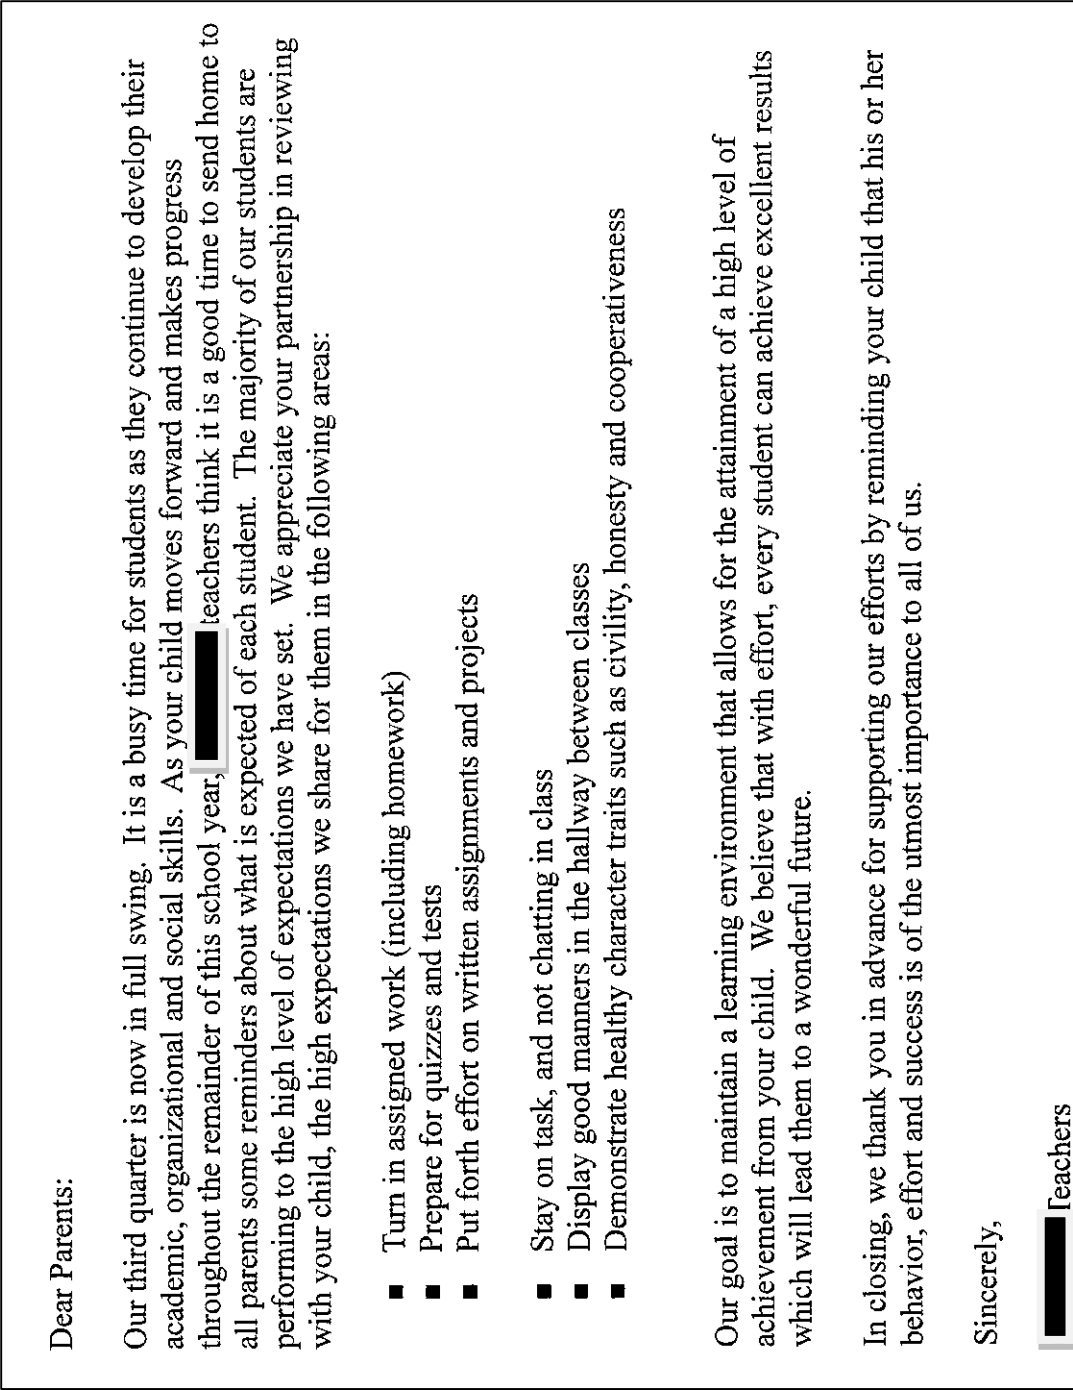 Dear Parents:
Our third quarter is now in full swing.  It is a busy time for students as they continue to develop their
academic, organizational and social skills.  As your child moves forward and makes progress
throughout the remainder of this school year, teachers think it is a good time to send home to
all parents some reminders about what is expected of each student.  The majority of our students are
performing to the high level of expectations we have set.  We appreciate your partnership in reviewing
with your child, the high expectations we share for them in the following areas:
■ Turn in assigned work (including homework)
■ Prepare for quizzes and tests
■ Put forth effort on written assignments and projects
■ Stay on task, and not chatting in class
■ Display good manners in the hallway between classes
■ Demonstrate healthy character traits such as civility, honesty and cooperativeness
Our goal is to maintain a learning environment that allows for the attainment of a high level of
achievement from your child.  We believe that with effort, every student can achieve excellent results
which will lead them to a wonderful future.
In closing, we thank you in advance for supporting our efforts by reminding your child that his or her
behavior, effort and success is of the utmost importance to all of us.
Sincerely,
Teachers